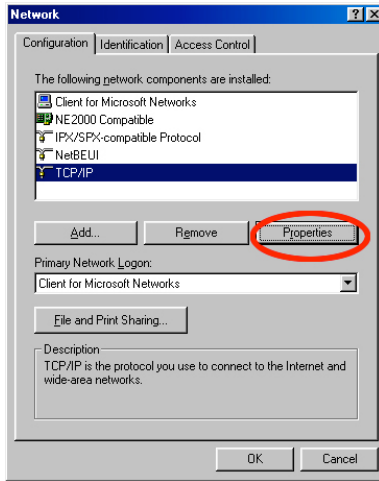 Network
Configuration Identification Access Control
The following network components are installed:
Client for Microsoft Networks
NE2000 Compatible
IPX/SPX-compatible Protocol
NetBEUI
TCP/IP
Add... Remove Properties
Primary Network Logon:
Client for Microsoft Networks
File and Print Sharing...
Description
TCP/IP is the protocol you use to connect to the Internet and
wide-area networks.
OK Cancel